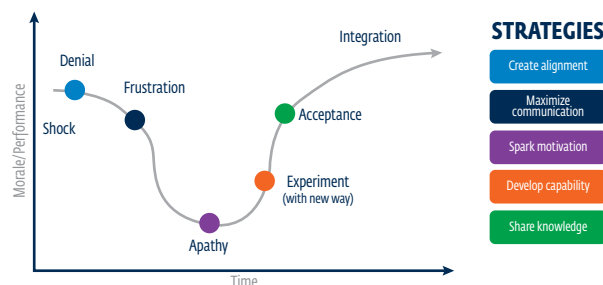 STRATEGIES
Create alignment
Maximize
communication
Spark motivation
Develop capability
Share knowledge
Morale/Performance
Denial
Shock
Frustration
Apathy
Experiment
(with new way)
Acceptance
Integration
Time